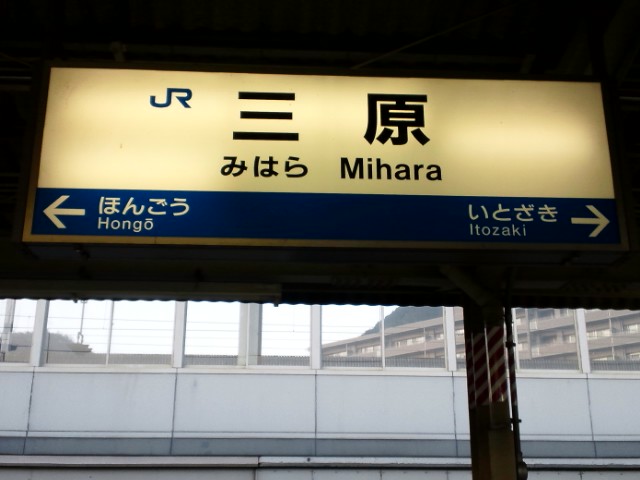 JR 三原
みはら Mihara
← ほんごう
Hongō
いとざき →
Itozaki